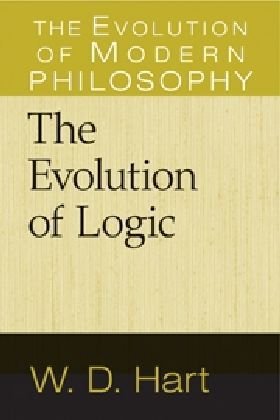 THE EVOLUTION
OF MODERN
PHILOSOPHY
The
Evolution
of Logic
W. D. Hart